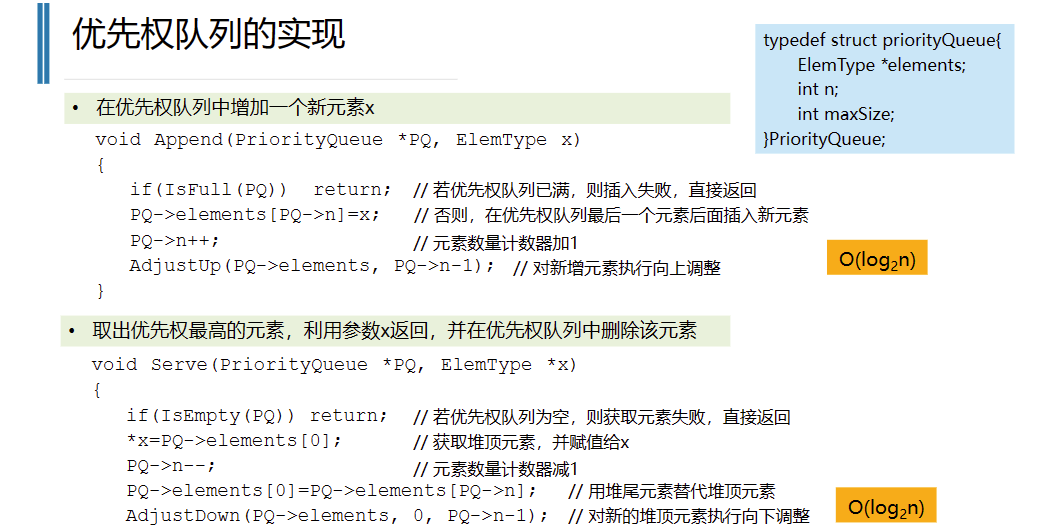 优先权队列的实现
typedef struct priorityQueue{
ElemType *elements;
int n;
int maxSize;
}PriorityQueue;
• 在优先权队列中增加一个新元素x
void Append(PriorityQueue *PQ, ElemType x)
{
if(IsFull(PQ)) return; // 若优先权队列已满，则插入失败，直接返回
PQ->elements[PQ->n]=x; // 否则，在优先权队列最后一个元素后面插入新元素
PQ->n++; // 元素数量计数器加1
AdjustUp(PQ->elements, PQ->n-1); // 对新增元素执行向上调整
}
O(log₂n)
• 取出优先权最高的元素，利用参数x返回，并在优先权队列中删除该元素
void Serve(PriorityQueue *PQ, ElemType *x)
{
if(IsEmpty(PQ)) return; // 若优先权队列为空，则获取元素失败，直接返回
*x=PQ->elements[0]; // 获取堆顶元素，并赋值给x
PQ->n--; // 元素数量计数器减1
PQ->elements[0]=PQ->elements[PQ->n]; // 用堆尾元素替代堆顶元素
AdjustDown(PQ->elements, 0, PQ->n-1); // 对新的堆顶元素执行向下调整
O(log₂n)